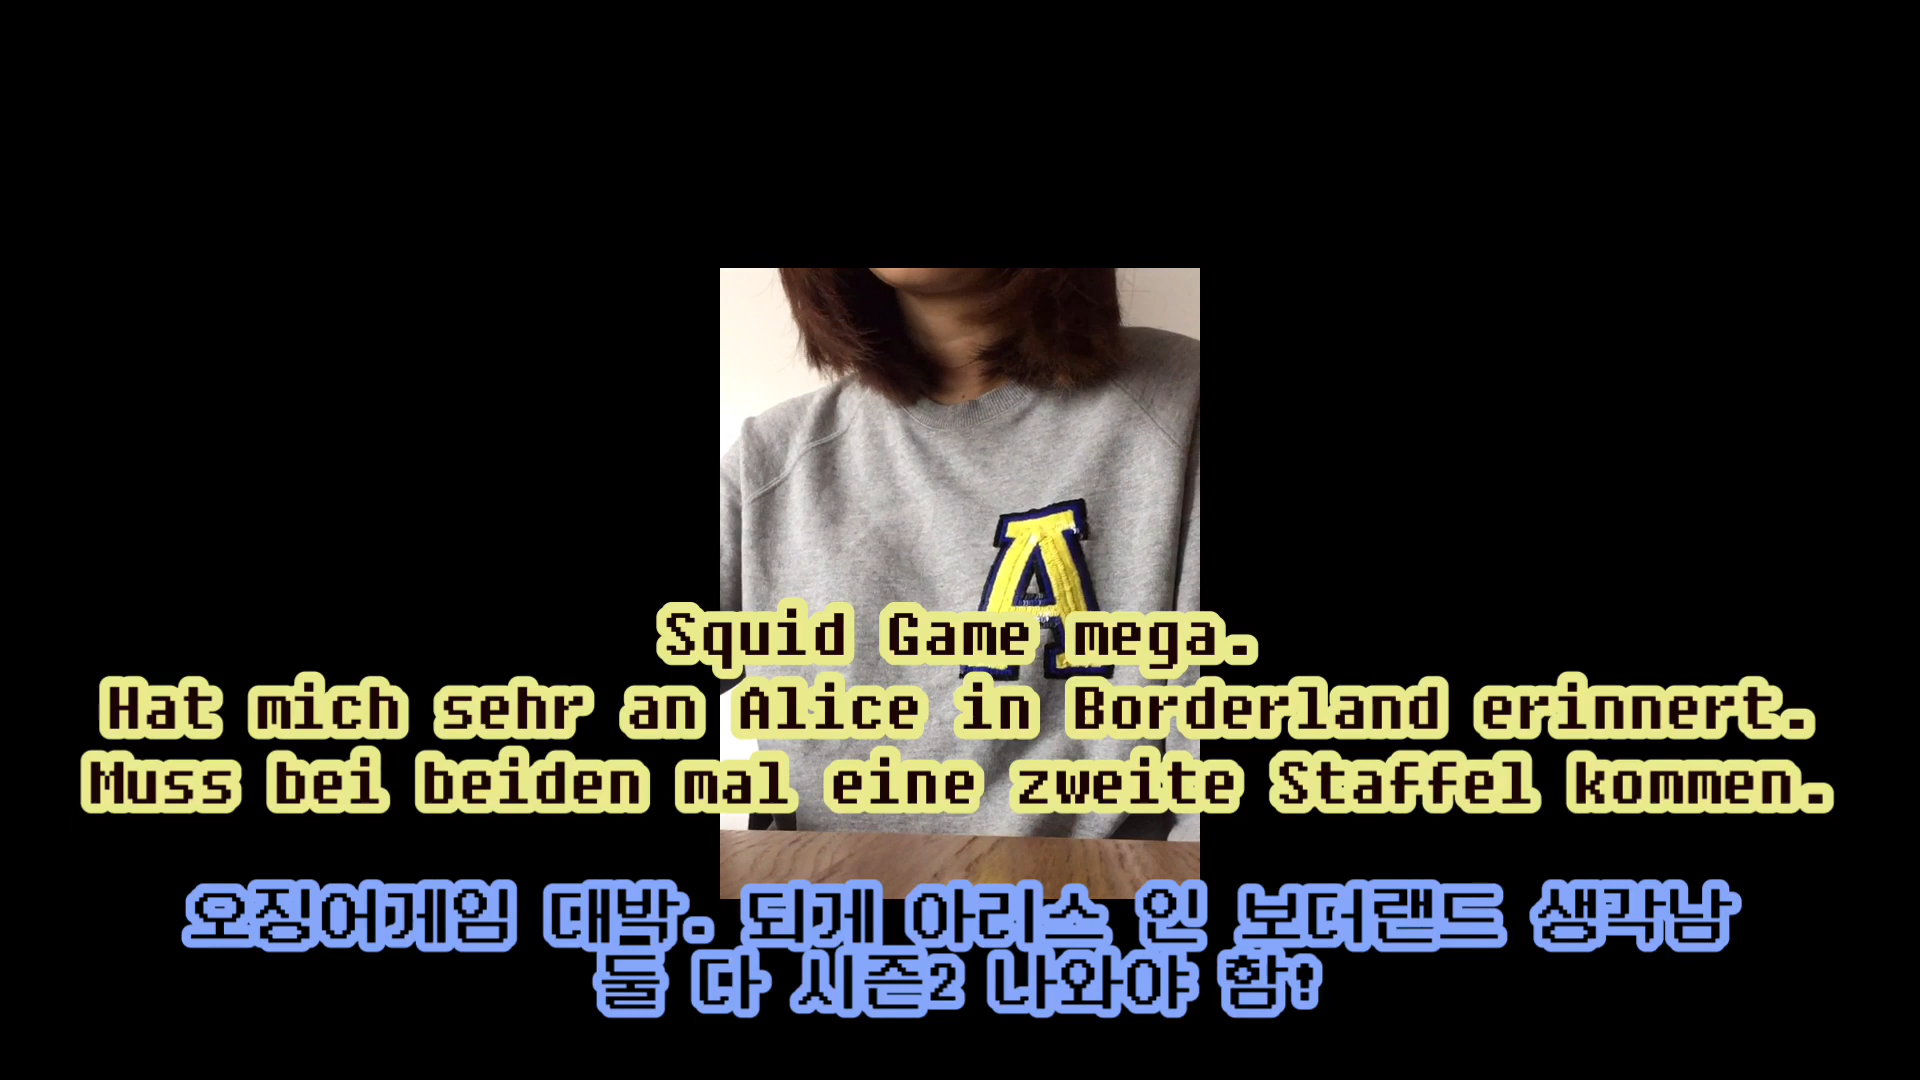 A
Squid Game mega.
Hat mich sehr an Alice in Borderland erinnert.
Muss bei beiden mal eine zweite Staffel kommen.
오징어게임 대박. 되게 아리스 인 보더랜드 생각남
둘 다 시즌2 나와야 함!